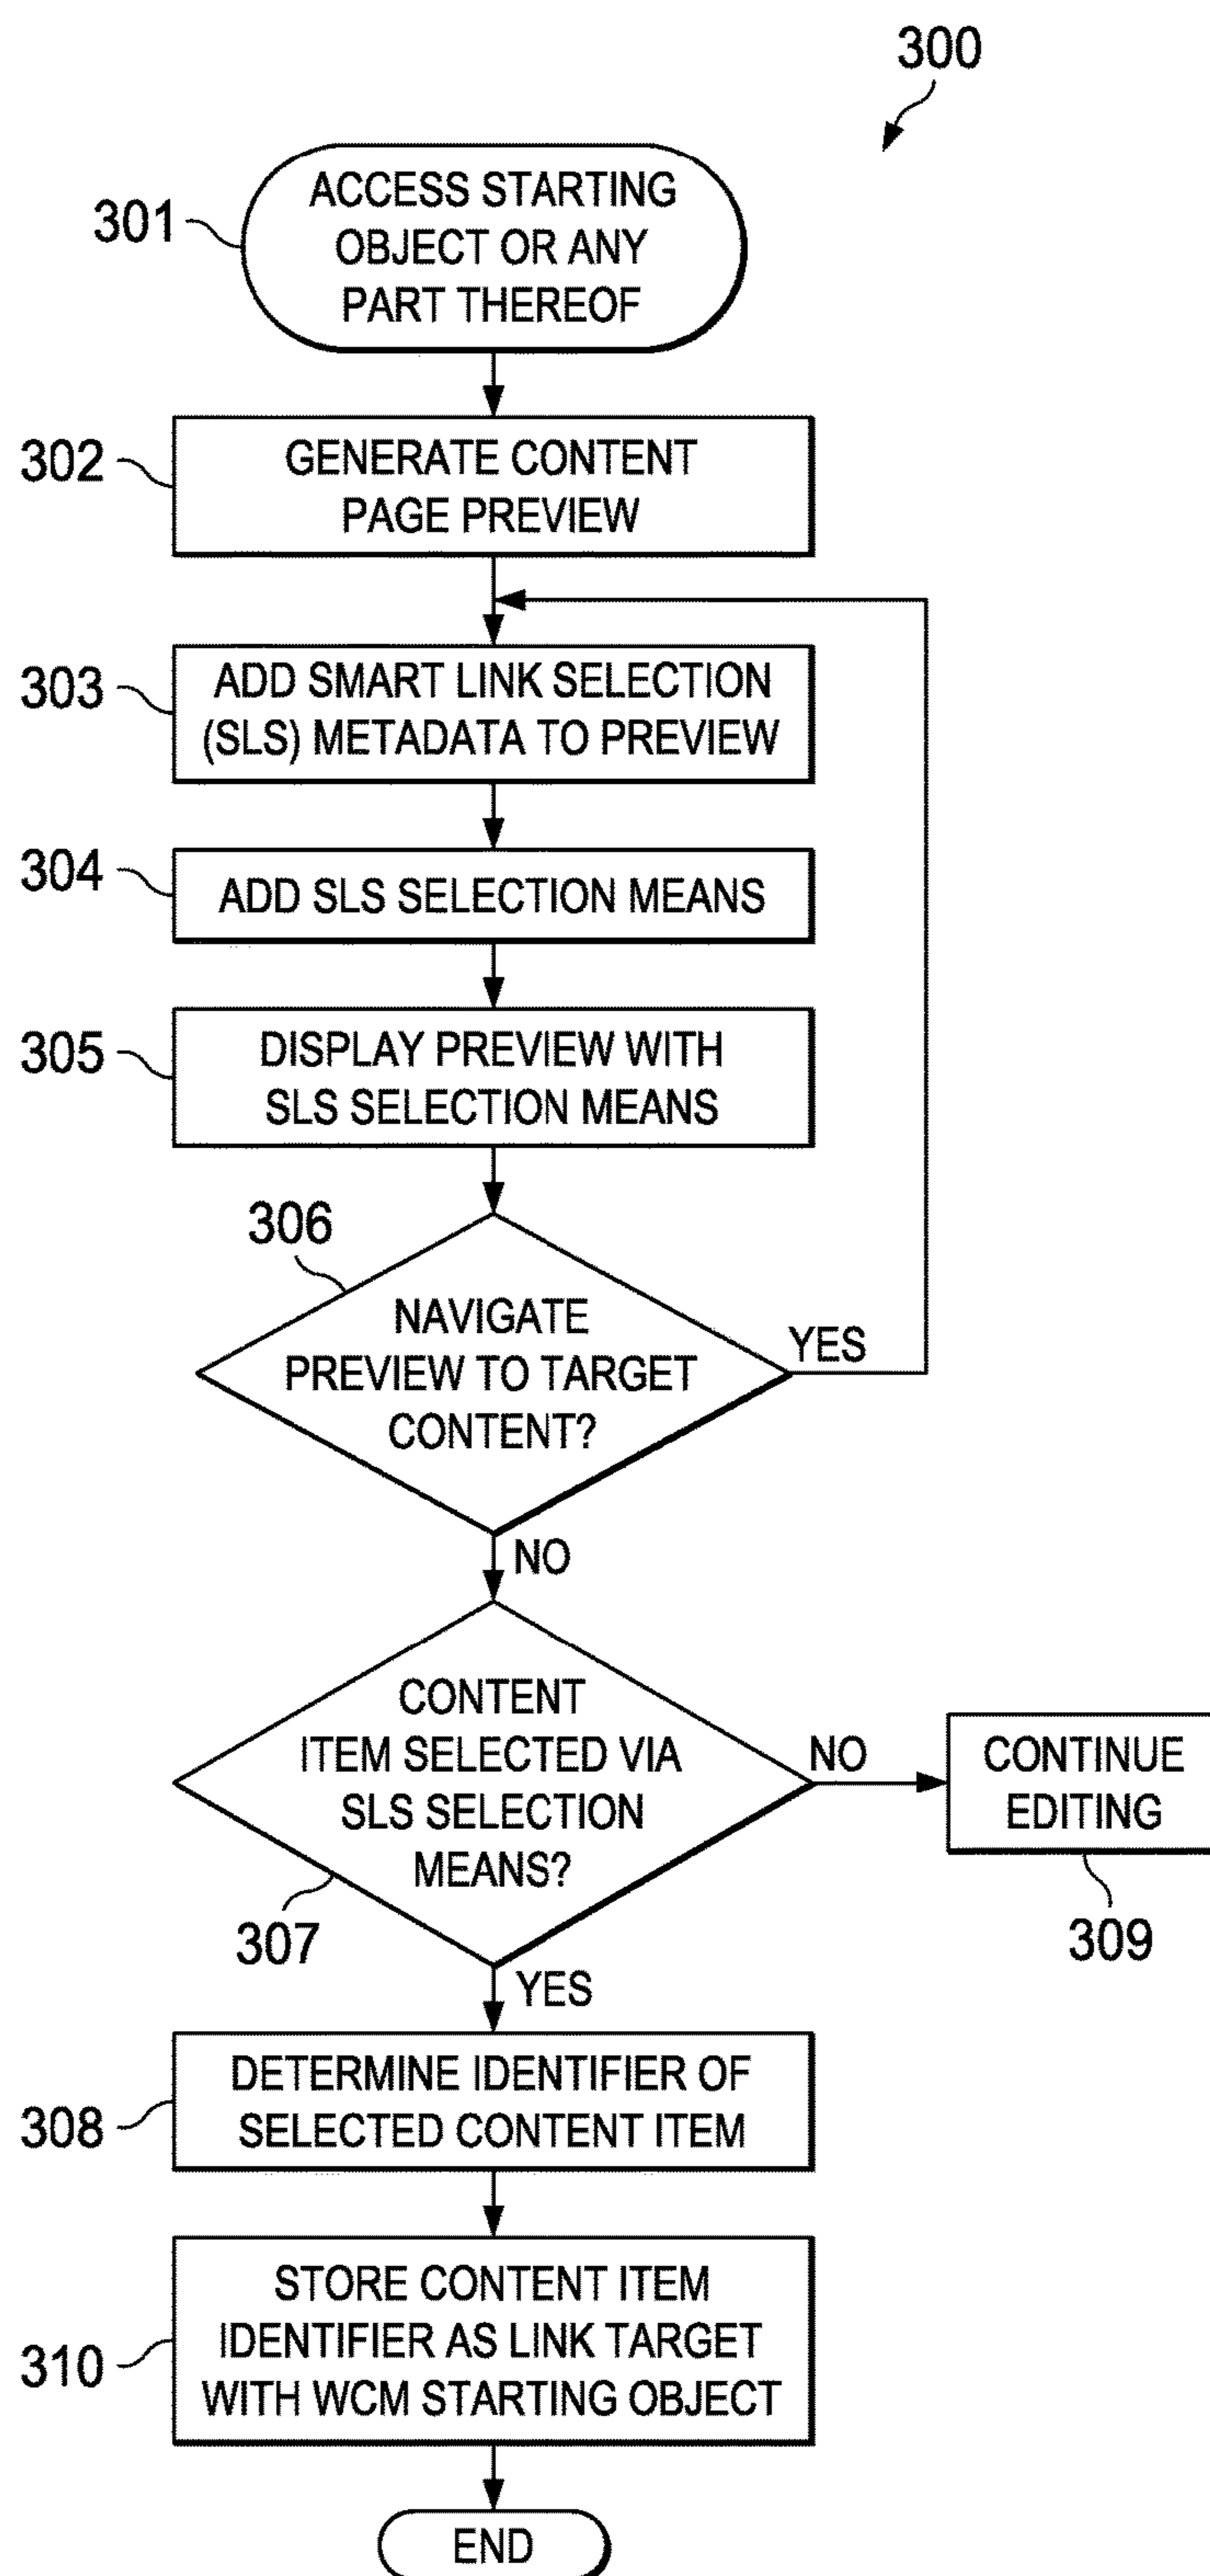 300
301
ACCESS STARTING
OBJECT OR ANY
PART THEREOF
302
GENERATE CONTENT
PAGE PREVIEW
303
ADD SMART LINK SELECTION
(SLS) METADATA TO PREVIEW
304
ADD SLS SELECTION MEANS
305
DISPLAY PREVIEW WITH
SLS SELECTION MEANS
306
NAVIGATE
PREVIEW TO TARGET
CONTENT?
YES
NO
CONTENT
ITEM SELECTED VIA
SLS SELECTION
MEANS?
307
NO
CONTINUE
EDITING
309
YES
308
DETERMINE IDENTIFIER OF
SELECTED CONTENT ITEM
310
STORE CONTENT ITEM
IDENTIFIER AS LINK TARGET
WITH WCM STARTING OBJECT
END